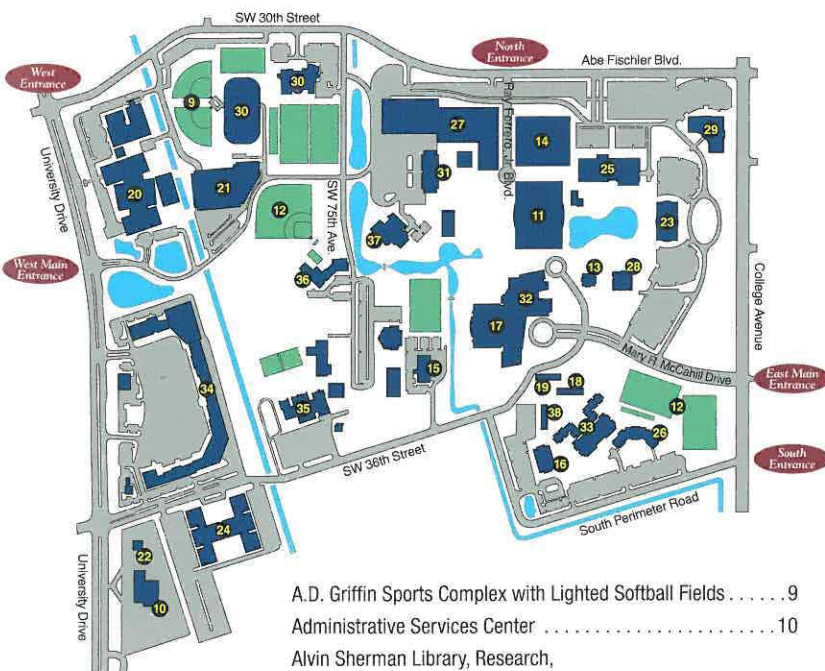 SW 30th Street
North
Entrance
Abe Fischler Blvd.
West
Entrance
9
30
30
27
14
29
Ray Ferrero, Jr. Blvd.
25
University Drive
20
21
31
12
SW 75th Ave.
11
23
37
West Main
Entrance
36
13
28
College Avenue
32
17
Mary R. McCahill Drive
East Main
Entrance
34
15
19
18
12
35
38
33
26
SW 36th Street
16
South
Entrance
South Perimeter Road
24
22
University Drive
10
A.D. Griffin Sports Complex with Lighted Softball Fields . . . . . . 9
Administrative Services Center . . . . . . . . . . . . . . . . . . . . . . . 10
Alvin Sherman Library, Research,